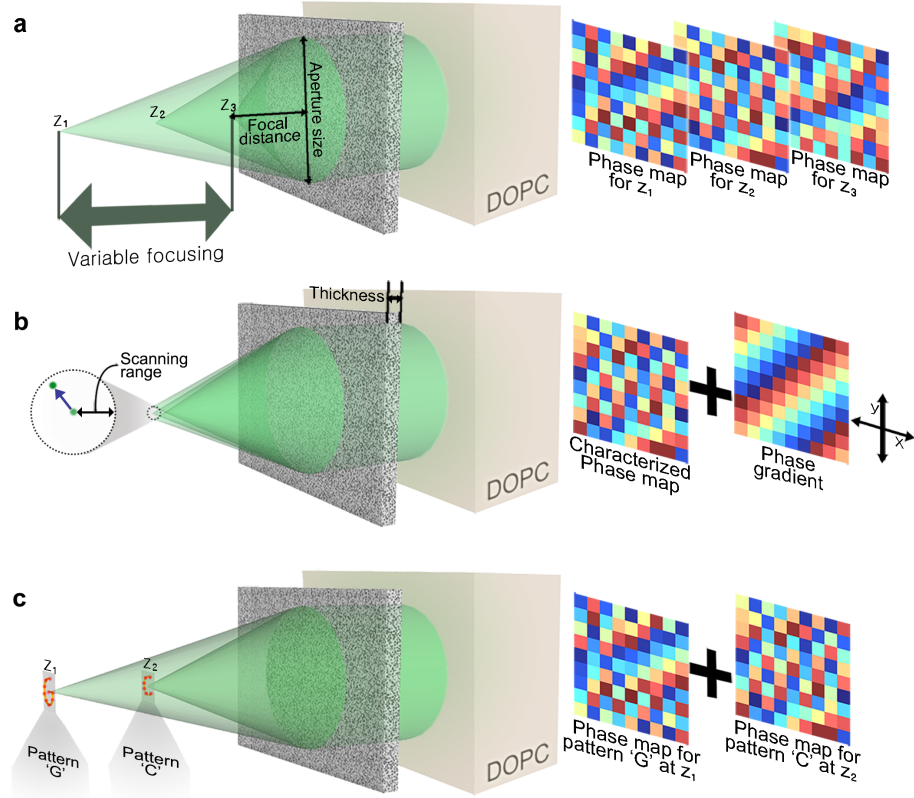 a
z1
z2
z3
Focal
distance
Aperture size
Variable focusing
DOPC
Phase map
for z1
Phase map
for z2
Phase map
for z3
b
Thickness
Scanning
range
DOPC
Characterized
Phase map
Phase
gradient
y
x
c
z1
z2
Pattern
'G'
Pattern
'C'
G
C
DOPC
Phase map for
pattern 'G' at z1
Phase map for
pattern 'C' at z2